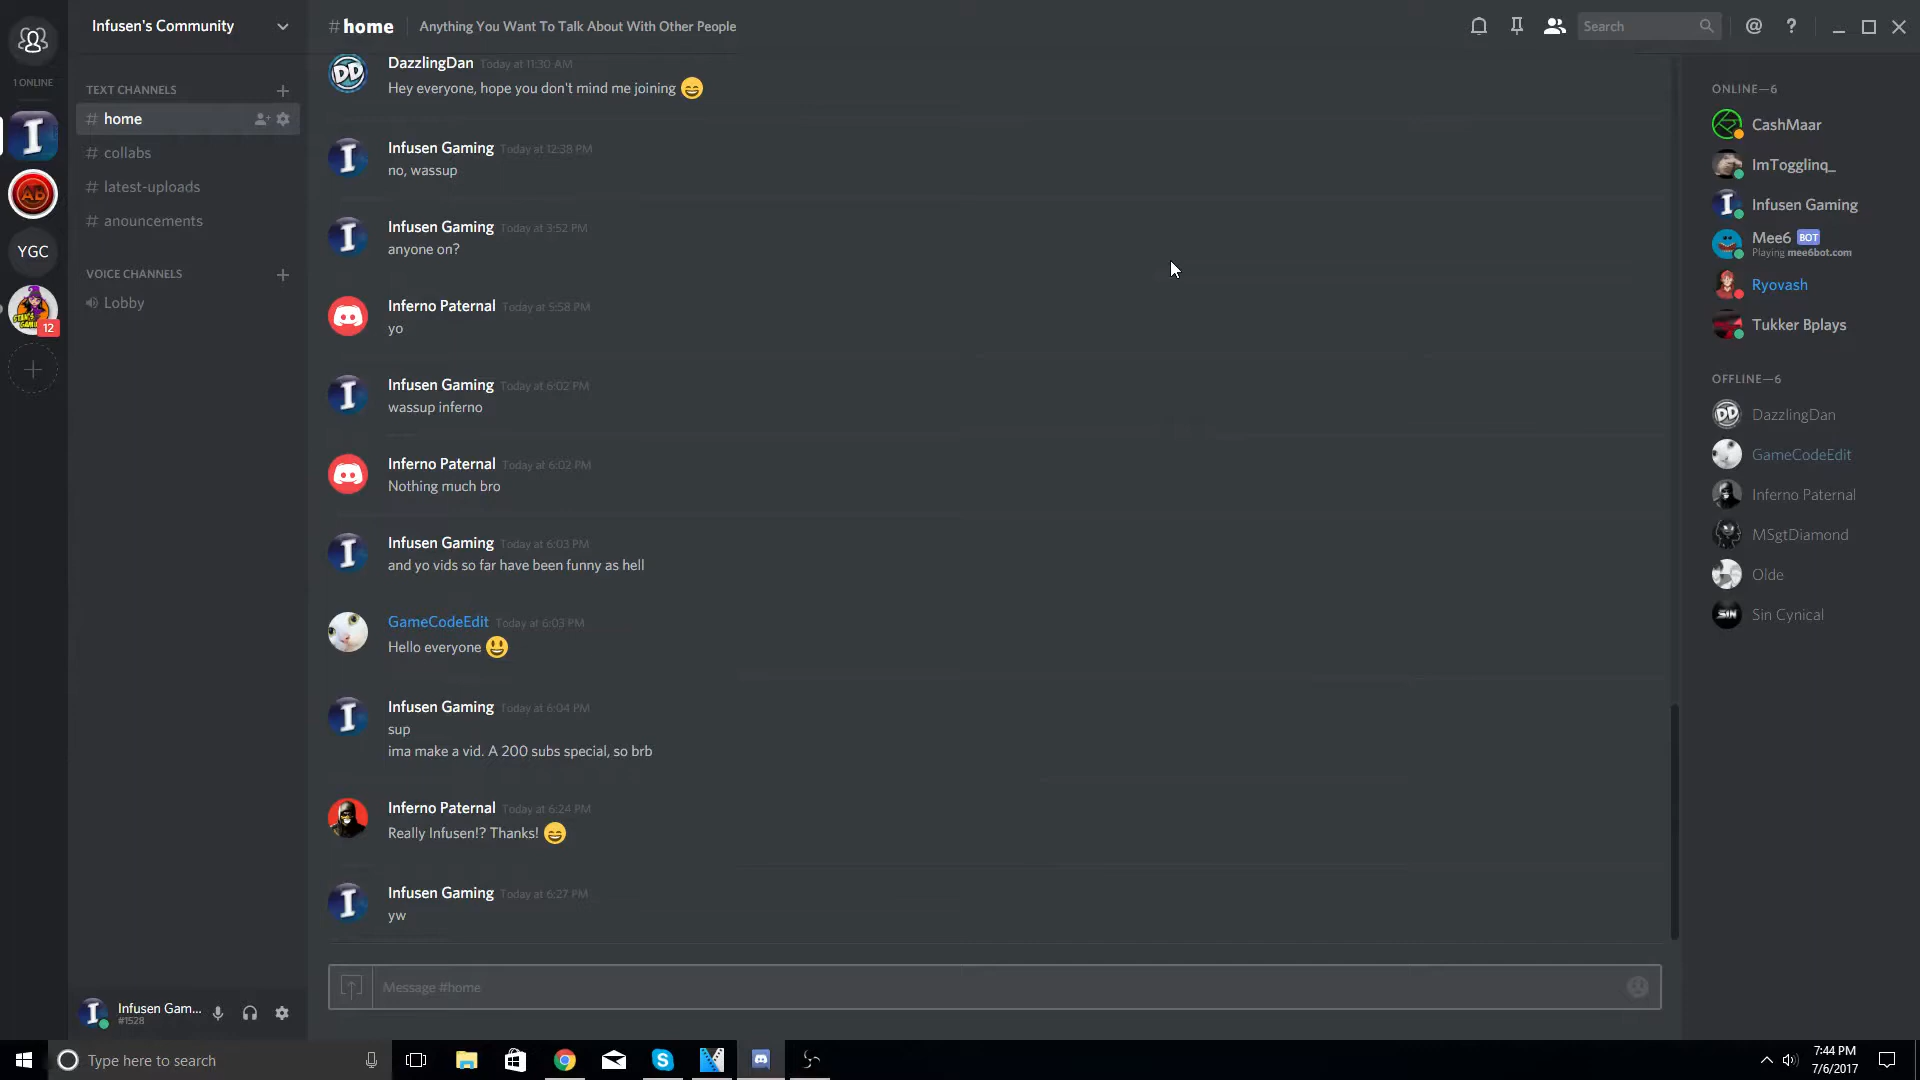 Infusen's Community
#home
Anything You Want To Talk About With Other People
Search
@
?
1 ONLINE
I
AB
YGC
12
TEXT CHANNELS
# home
# collabs
# latest-uploads
# anouncements
VOICE CHANNELS
Lobby
DazzlingDan Today at 11:30 AM
Hey everyone, hope you don't mind me joining 😄
Infusen Gaming Today at 12:38 PM
no, wassup
Infusen Gaming Today at 3:52 PM
anyone on?
Inferno Paternal Today at 5:58 PM
yo
Infusen Gaming Today at 6:02 PM
wassup inferno
Inferno Paternal Today at 6:02 PM
Nothing much bro
Infusen Gaming Today at 6:03 PM
and yo vids so far have been funny as hell
GameCodeEdit Today at 6:03 PM
Hello everyone 😃
Infusen Gaming Today at 6:04 PM
sup
ima make a vid. A 200 subs special, so brb
Inferno Paternal Today at 6:24 PM
Really Infusen!? Thanks! 😄
Infusen Gaming Today at 6:27 PM
yw
Message #home
ONLINE—6
CashMaar
ImTogglinq_
Infusen Gaming
Mee6 BOT
Playing mee6bot.com
Ryovash
Tukker Bplays
OFFLINE—6
DazzlingDan
GameCodeEdit
Inferno Paternal
MSgtDiamond
Olde
Sin Cynical
Infusen Gam...
#1528
Type here to search
7:44 PM
7/6/2017